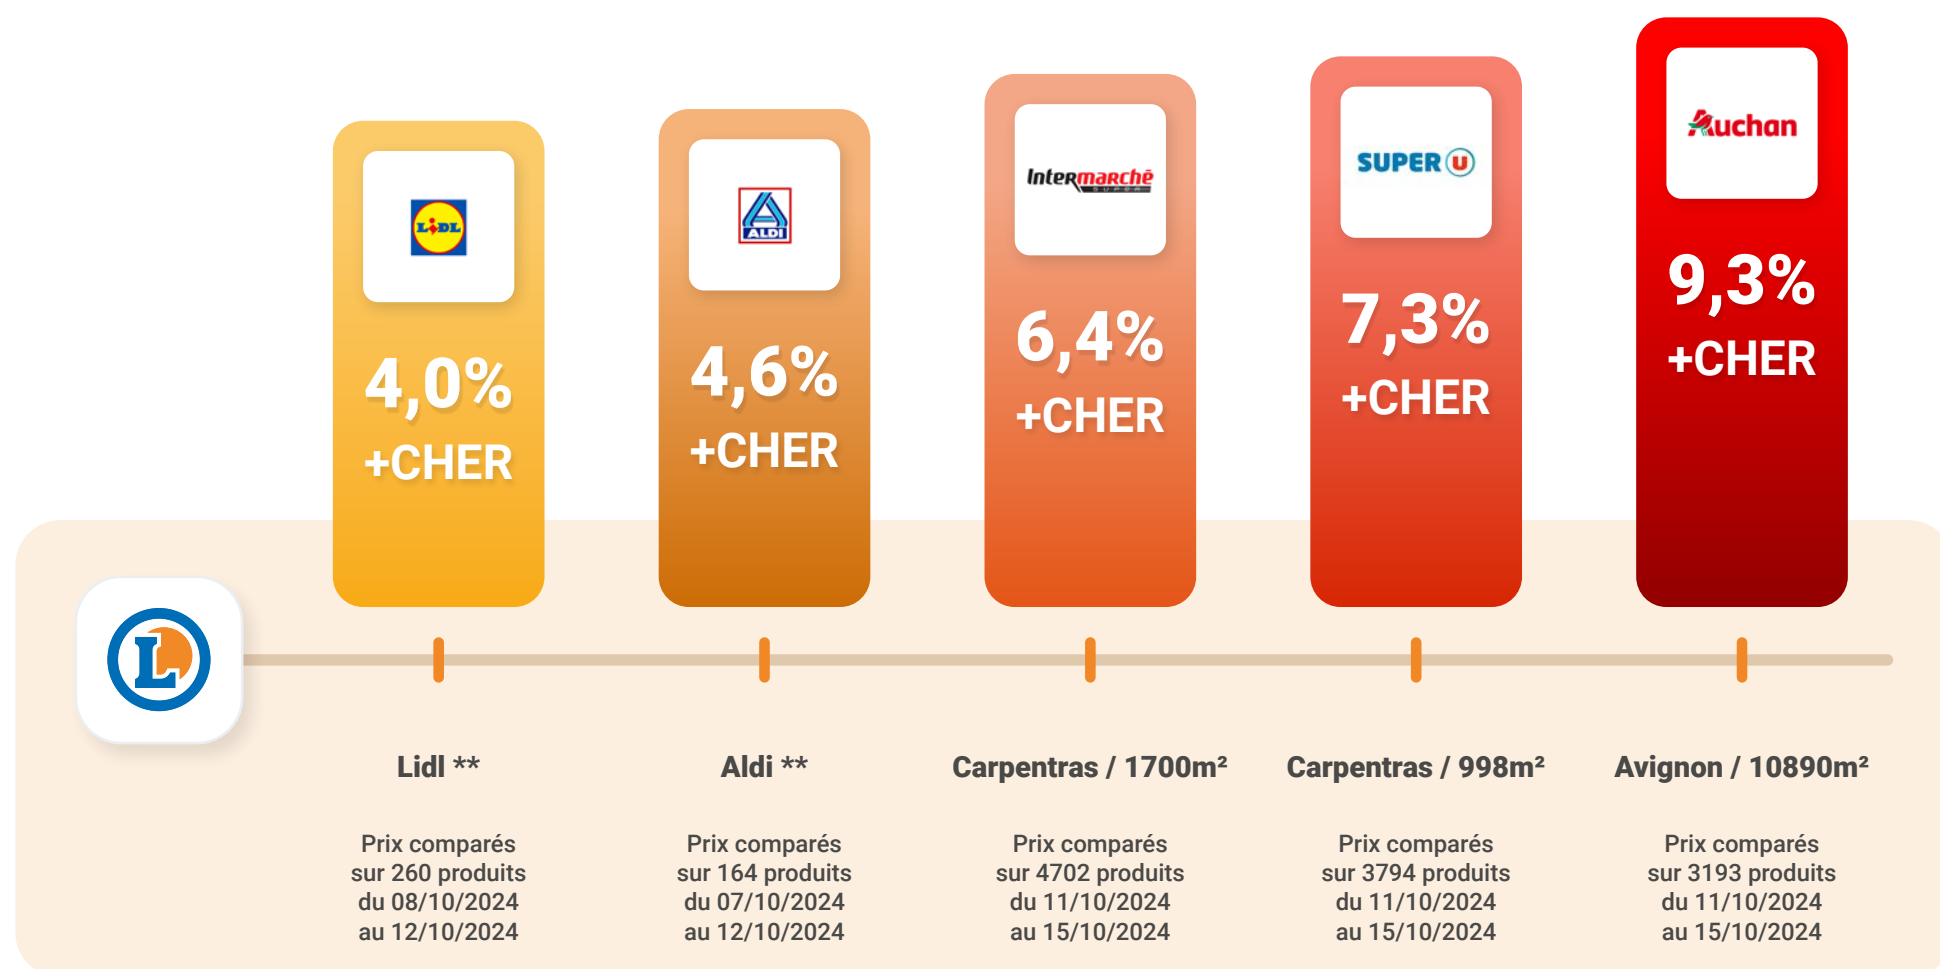 LIDL
4,0%
+CHER
ALDI
4,6%
+CHER
Intermarchē
SUPER
6,4%
+CHER
SUPER U
7,3%
+CHER
Auchan
9,3%
+CHER
L
Lidl **
Prix comparés
sur 260 produits
du 08/10/2024
au 12/10/2024
Aldi **
Prix comparés
sur 164 produits
du 07/10/2024
au 12/10/2024
Carpentras / 1700m²
Prix comparés
sur 4702 produits
du 11/10/2024
au 15/10/2024
Carpentras / 998m²
Prix comparés
sur 3794 produits
du 11/10/2024
au 15/10/2024
Avignon / 10890m²
Prix comparés
sur 3193 produits
du 11/10/2024
au 15/10/2024